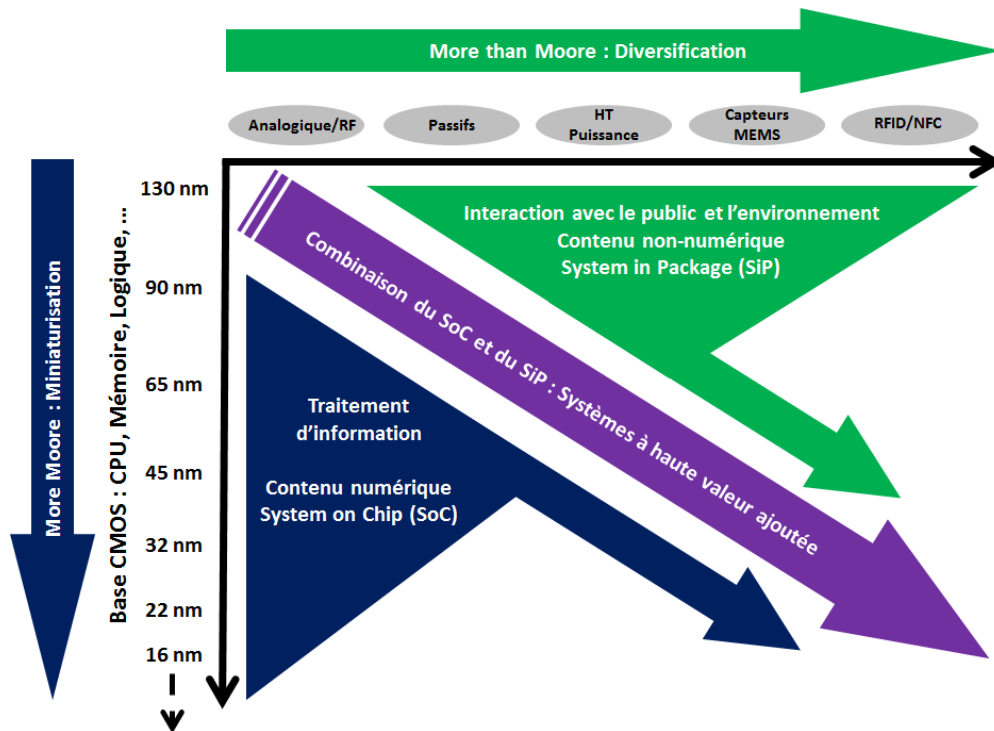 More than Moore : Diversification
Analogique/RF
Passifs
HT
Puissance
Capteurs
MEMS
RFID/NFC
More Moore : Miniaturisation
Base CMOS : CPU, Mémoire, Logique, ...
130 nm
90 nm
65 nm
45 nm
32 nm
22 nm
16 nm
Interaction avec le public et l’environnement
Contenu non-numérique
System in Package (SiP)
Combinaison du SoC et du SiP : Systèmes à haute valeur ajoutée
Traitement
d’information
Contenu numérique
System on Chip (SoC)